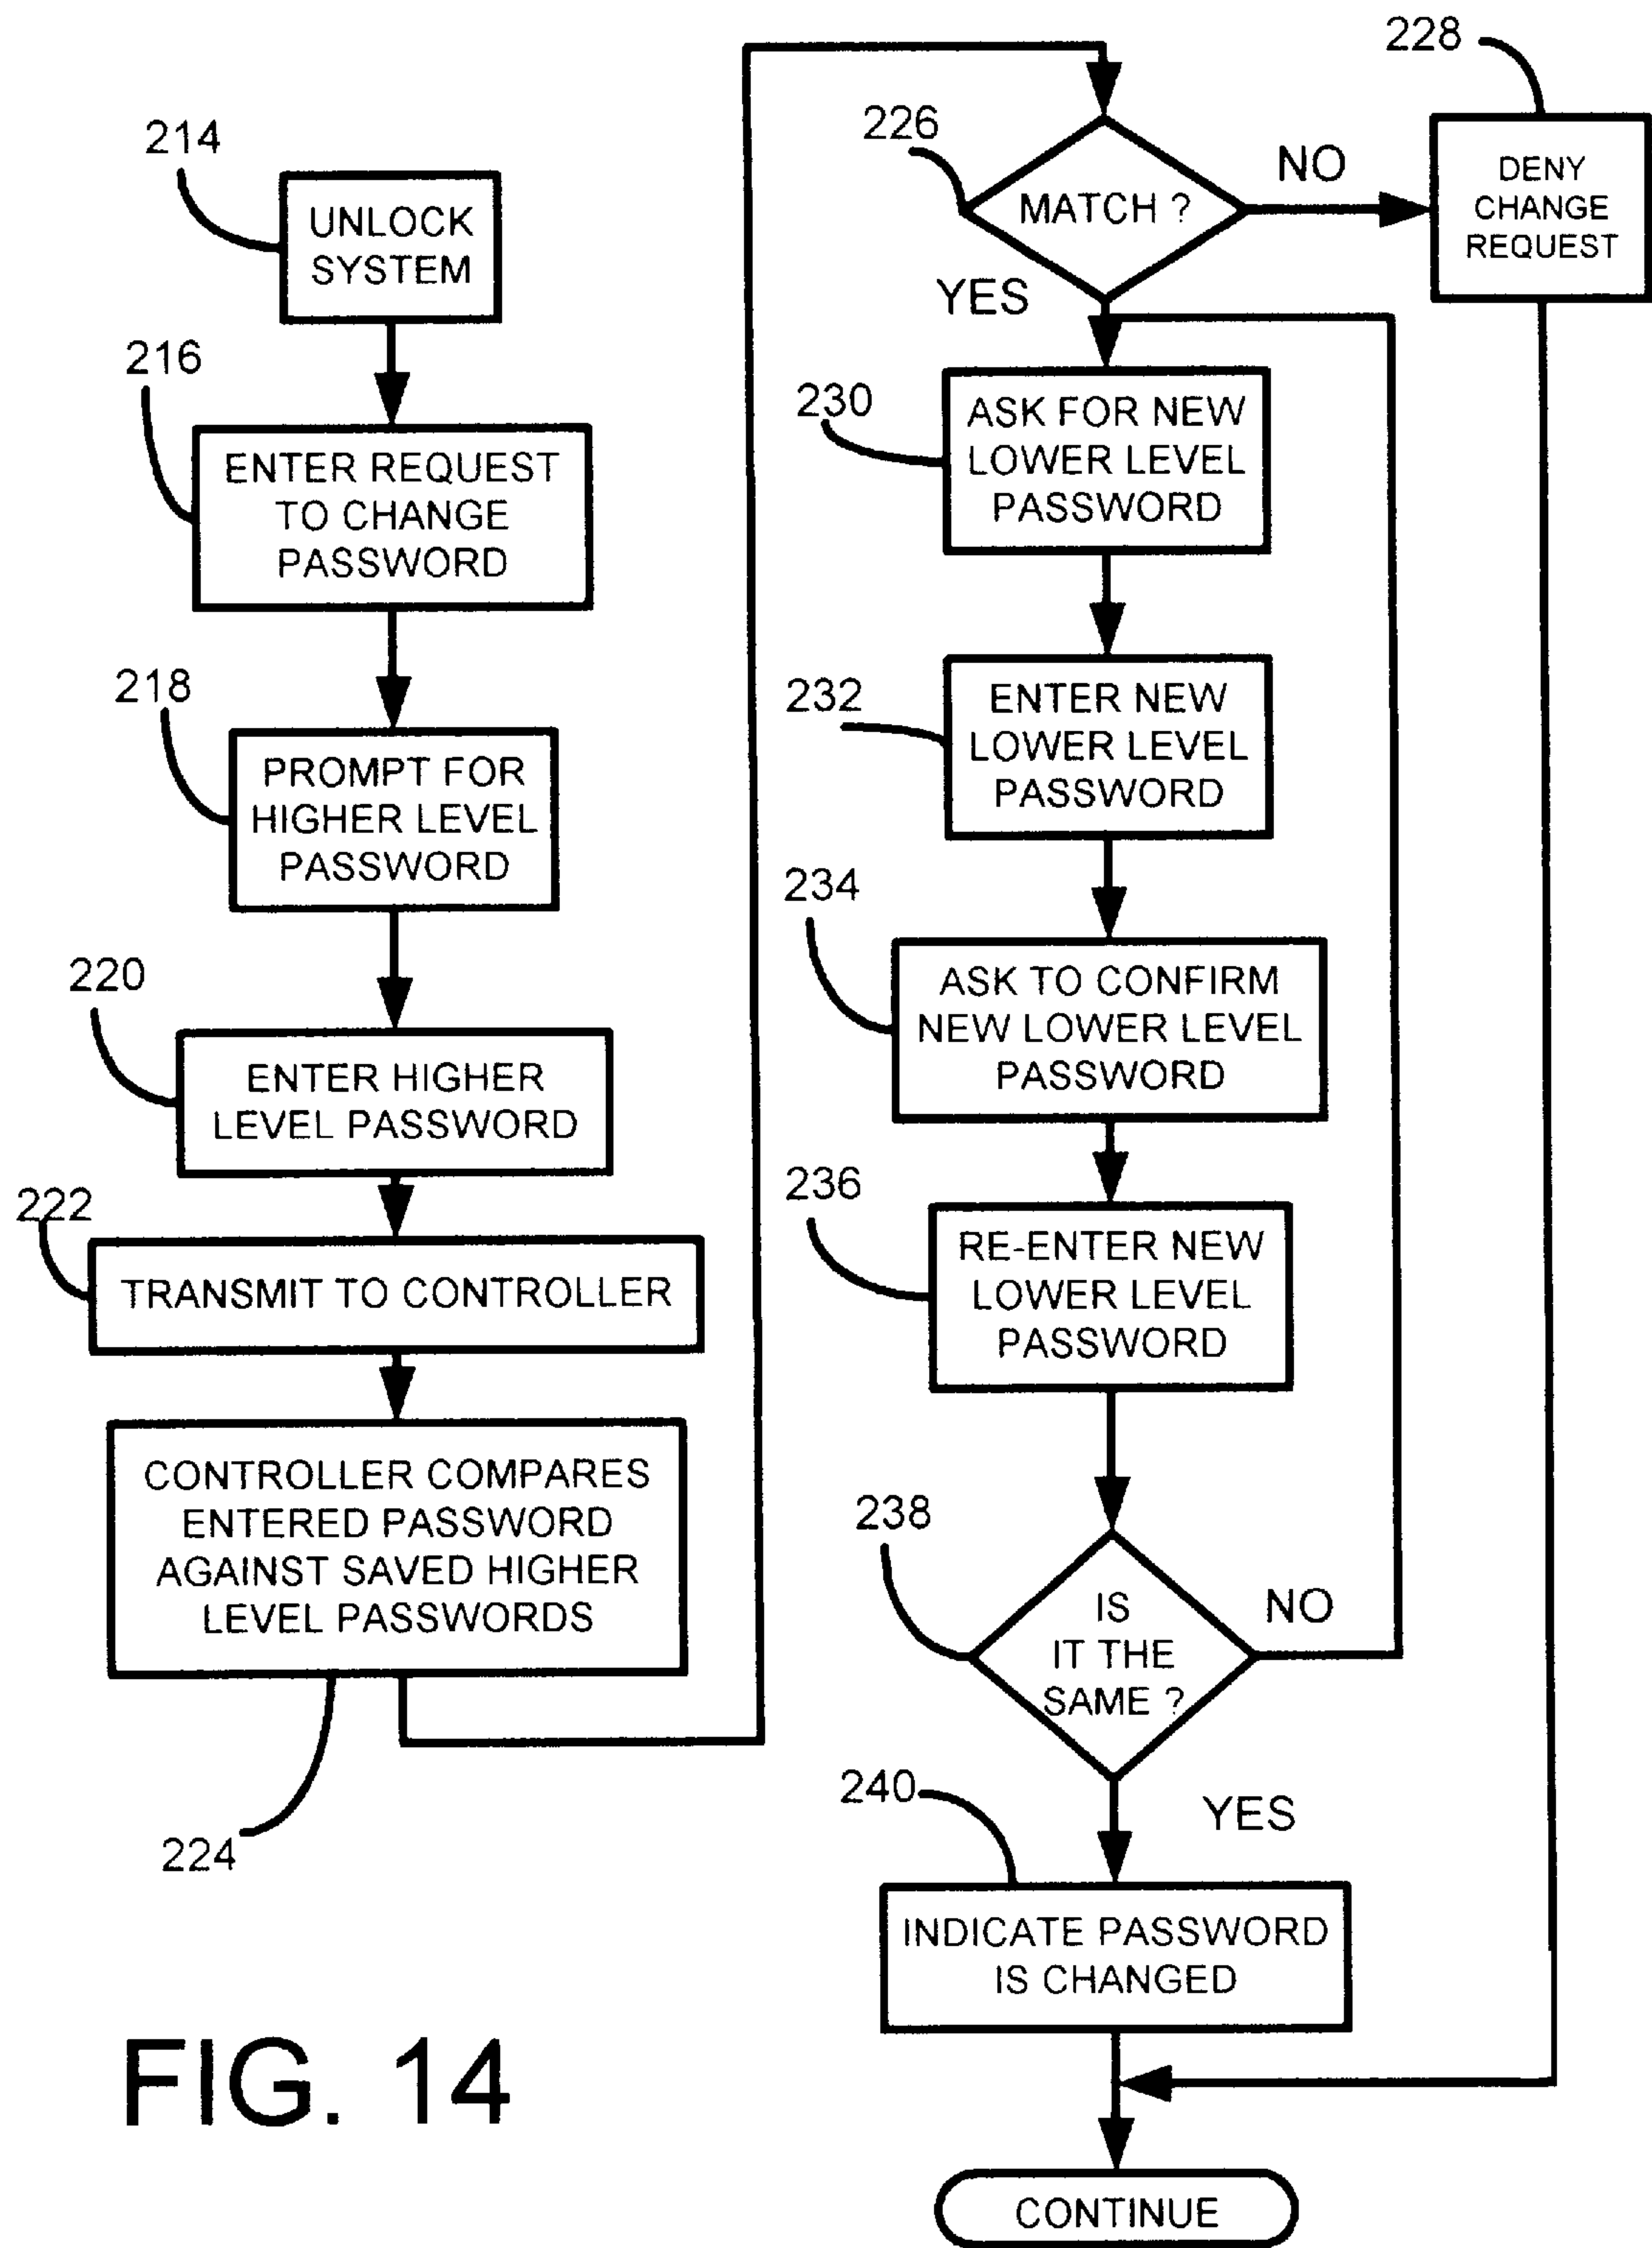 214
UNLOCK
SYSTEM
216
ENTER REQUEST
TO CHANGE
PASSWORD
218
PROMPT FOR
HIGHER LEVEL
PASSWORD
220
ENTER HIGHER
LEVEL PASSWORD
222
TRANSMIT TO CONTROLLER
CONTROLLER COMPARES
ENTERED PASSWORD
AGAINST SAVED HIGHER
LEVEL PASSWORDS
224
226
MATCH ?
NO
228
DENY
CHANGE
REQUEST
YES
230
ASK FOR NEW
LOWER LEVEL
PASSWORD
232
ENTER NEW
LOWER LEVEL
PASSWORD
234
ASK TO CONFIRM
NEW LOWER LEVEL
PASSWORD
236
RE-ENTER NEW
LOWER LEVEL
PASSWORD
238
IS
IT THE
SAME ?
NO
YES
240
INDICATE PASSWORD
IS CHANGED
CONTINUE
FIG. 14